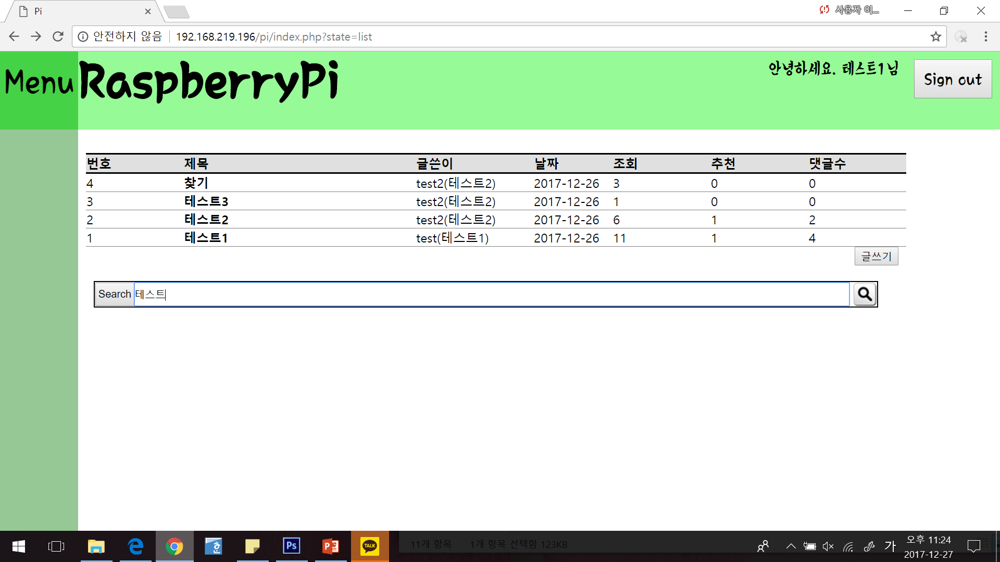 Pi
사용자 이...
안전하지 않음 192.168.219.196/pi/index.php?state=list
Menu
RaspberryPi
안녕하세요. 테스트1님
Sign out
번호 제목 글쓴이 날짜 조회 추천 댓글수
4 찾기 test2(테스트2) 2017-12-26 3 0 0
3 테스트3 test2(테스트2) 2017-12-26 1 0 0
2 테스트2 test2(테스트2) 2017-12-26 6 1 2
1 테스트1 test(테스트1) 2017-12-26 11 1 4
글쓰기
Search 테스트
한
Ps
P
TALK
11개 항목 1개 항목 선택함 123KB
가
오후 11:24
2017-12-27